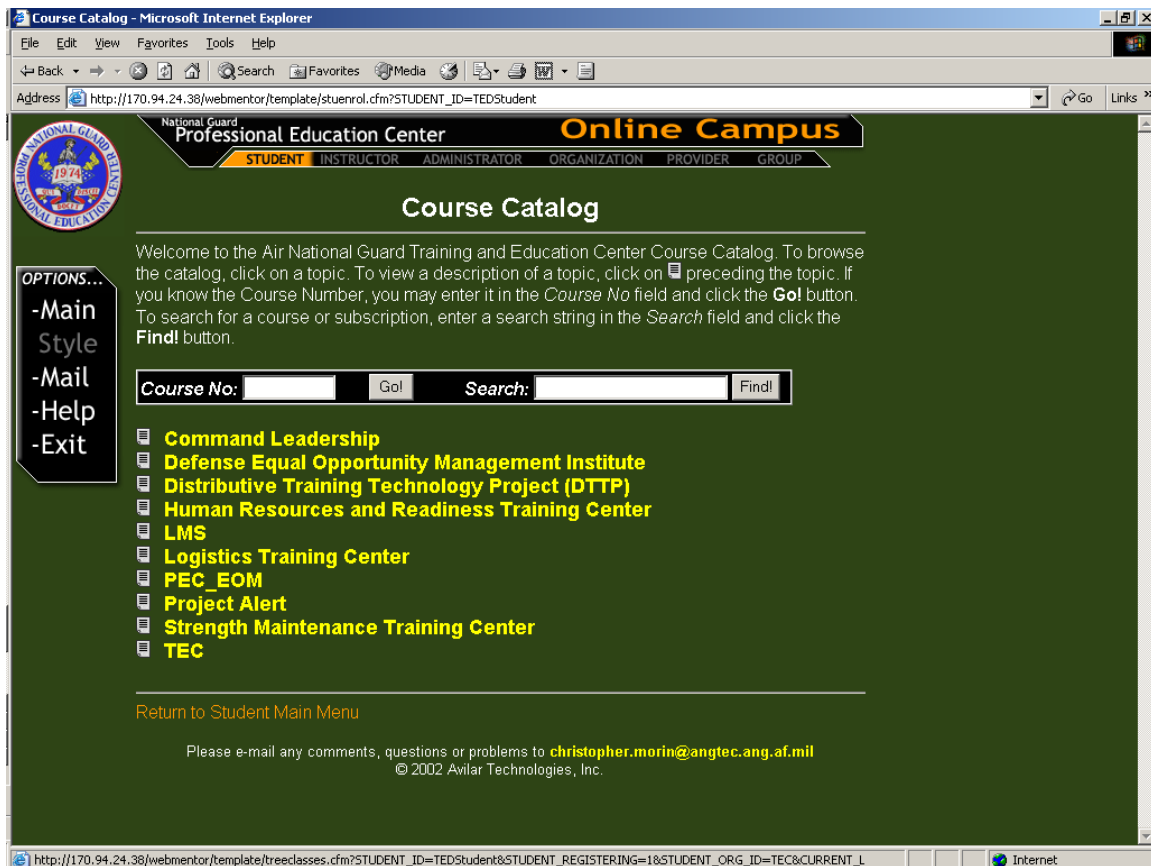 Course Catalog - Microsoft Internet Explorer
File Edit View Favorites Tools Help
Back Search Favorites Media
Address http://170.94.24.38/webmentor/template/stuenrol.cfm?STUDENT_ID=TEDStudent Go Links »
National Guard
Professional Education Center Online Campus
STUDENT INSTRUCTOR ADMINISTRATOR ORGANIZATION PROVIDER GROUP
NATIONAL GUARD
PROFESSIONAL EDUCATION CENTER
1974
Course Catalog
Welcome to the Air National Guard Training and Education Center Course Catalog. To browse
the catalog, click on a topic. To view a description of a topic, click on preceding the topic. If
you know the Course Number, you may enter it in the Course No field and click the Go! button.
To search for a course or subscription, enter a search string in the Search field and click the
Find! button.
OPTIONS...
-Main
Style
-Mail
-Help
-Exit
Course No: Go! Search: Find!
Command Leadership
Defense Equal Opportunity Management Institute
Distributive Training Technology Project (DTTP)
Human Resources and Readiness Training Center
LMS
Logistics Training Center
PEC_EOM
Project Alert
Strength Maintenance Training Center
TEC
Return to Student Main Menu
Please e-mail any comments, questions or problems to christopher.morin@angtec.ang.af.mil
© 2002 Avilar Technologies, Inc.
http://170.94.24.38/webmentor/template/treeclasses.cfm?STUDENT_ID=TEDStudent&STUDENT_REGISTERING=1&STUDENT_ORG_ID=TEC&CURRENT_L Internet